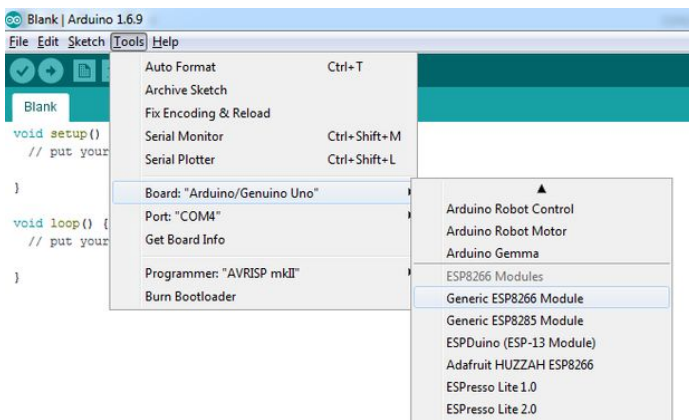 Blank | Arduino 1.6.9
File Edit Sketch Tools Help
Blank
void setup()
// put your
}
void loop() {
// put your
}
Auto Format Ctrl+T
Archive Sketch
Fix Encoding & Reload
Serial Monitor Ctrl+Shift+M
Serial Plotter Ctrl+Shift+L
Board: "Arduino/Genuino Uno"
Port: "COM4"
Get Board Info
Programmer: "AVRISP mkII"
Burn Bootloader
Arduino Robot Control
Arduino Robot Motor
Arduino Gemma
ESP8266 Modules
Generic ESP8266 Module
Generic ESP8285 Module
ESPDuino (ESP-13 Module)
Adafruit HUZZAH ESP8266
ESPresso Lite 1.0
ESPresso Lite 2.0